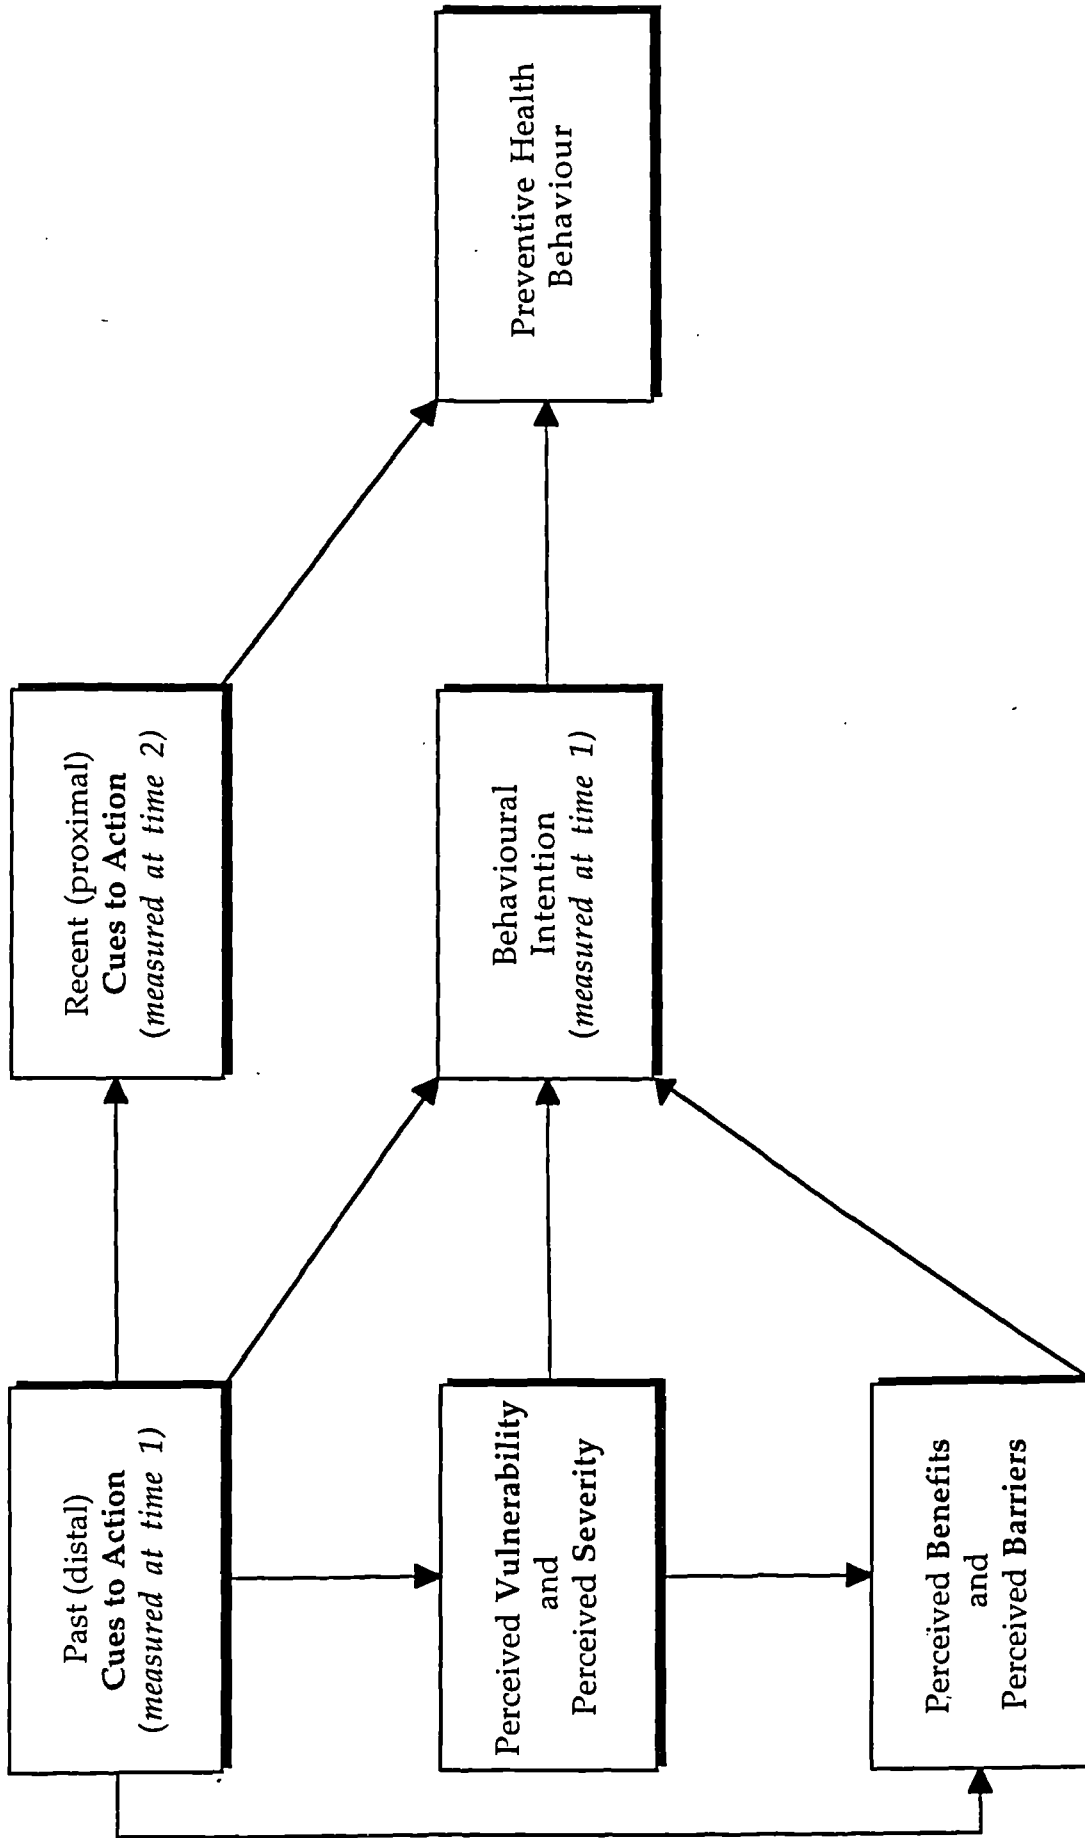 Past (distal)
Cues to Action
(measured at time 1)
Recent (proximal)
Cues to Action
(measured at time 2)
Perceived Vulnerability
and
Perceived Severity
Behavioural
Intention
(measured at time 1)
Preventive Health
Behaviour
Perceived Benefits
and
Perceived Barriers